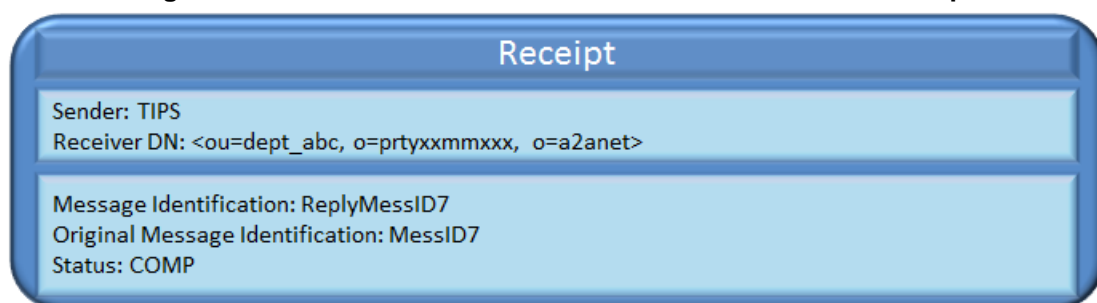 Receipt
Sender: TIPS
Receiver DN: <ou=dept_abc, o=prtyxxmmxxx, o=a2anet>
Message Identification: ReplyMessID7
Original Message Identification: MessID7
Status: COMP